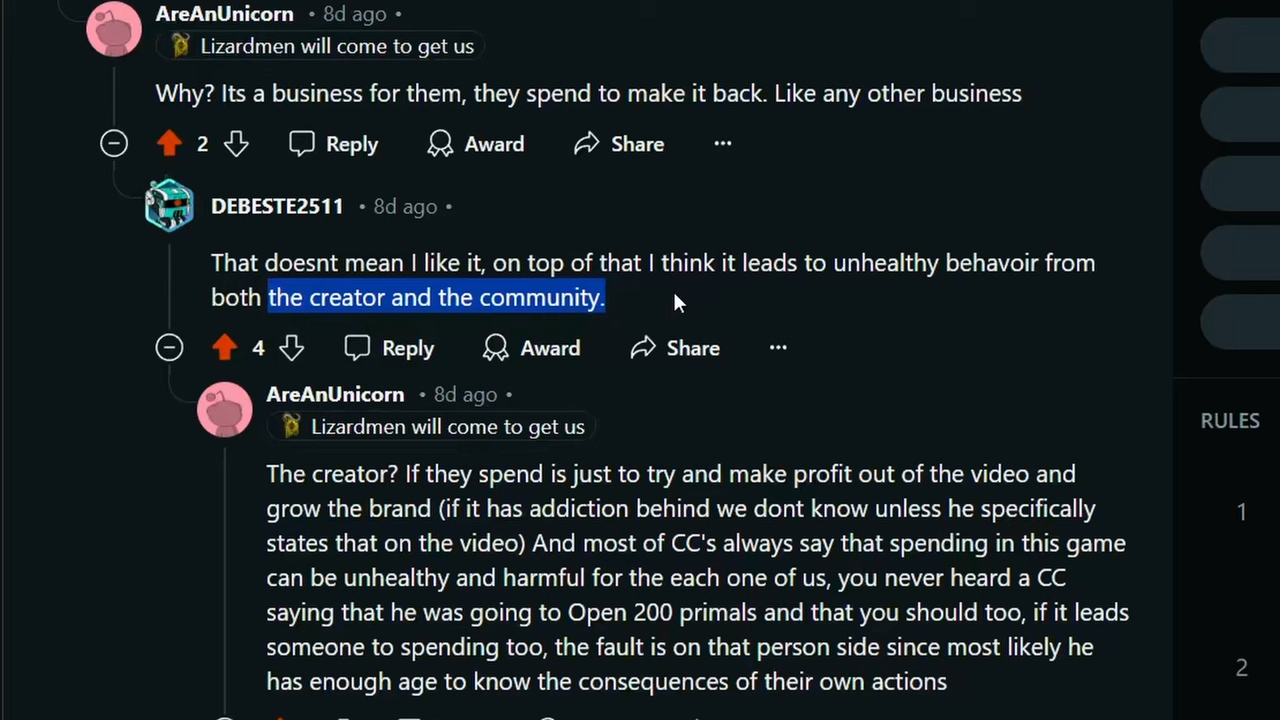 AreAnUnicorn • 8d ago •
Lizardmen will come to get us
Why? Its a business for them, they spend to make it back. Like any other business
2 Reply Award Share ...
DEBESTE2511 • 8d ago •
That doesnt mean I like it, on top of that I think it leads to unhealthy behavoir from
both the creator and the community.
4 Reply Award Share ...
AreAnUnicorn • 8d ago •
Lizardmen will come to get us
RULES
The creator? If they spend is just to try and make profit out of the video and
grow the brand (if it has addiction behind we dont know unless he specifically
1
states that on the video) And most of CC's always say that spending in this game
can be unhealthy and harmful for the each one of us, you never heard a CC
saying that he was going to Open 200 primals and that you should too, if it leads
someone to spending too, the fault is on that person side since most likely he
2
has enough age to know the consequences of their own actions